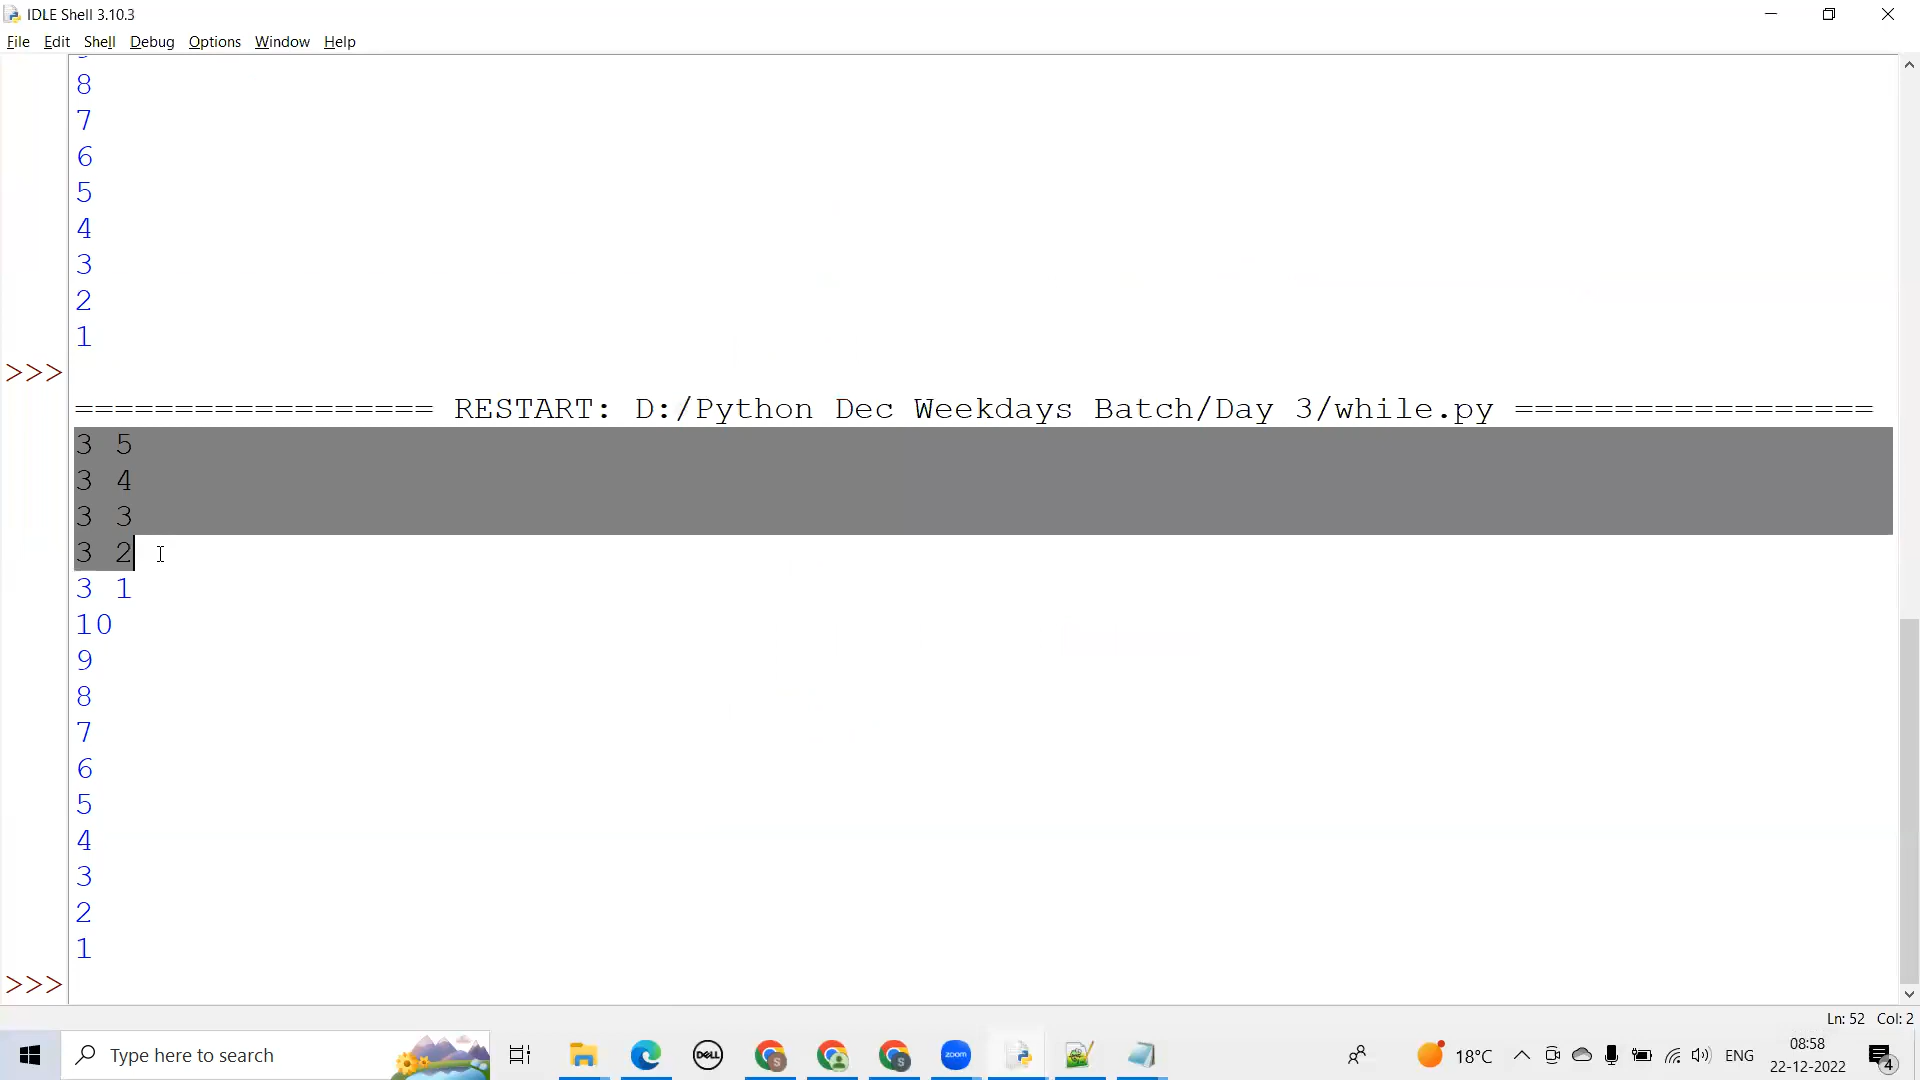 IDLE Shell 3.10.3
File Edit Shell Debug Options Window Help
8
7
6
5
4
3
2
1
>>>
================== RESTART: D:/Python Dec Weekdays Batch/Day 3/while.py ==================
3 5
3 4
3 3
3 2
3 1
10
9
8
7
6
5
4
3
2
1
>>>
Ln: 52 Col: 2
Type here to search
DELL
S
S
zoom
18°C
ENG
08:58
22-12-2022
4